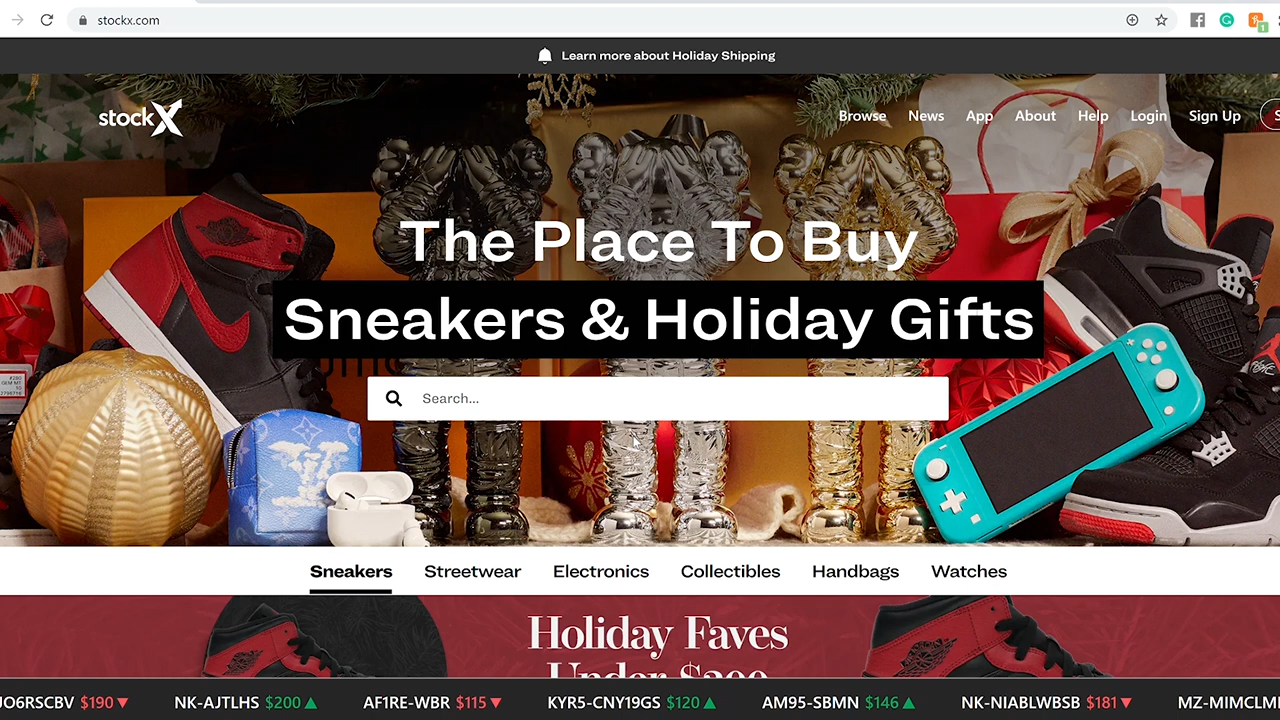 stockx.com
1
Learn more about Holiday Shipping
stockX
Browse News App About Help Login Sign Up
The Place To Buy
Sneakers & Holiday Gifts
Search...
Sneakers Streetwear Electronics Collectibles Handbags Watches
Holiday Faves
Under $200
JO6RSCBV $190 NK-AJTLHS $200 AF1RE-WBR $115 KYR5-CNY19GS $120 AM95-SBMN $146 NK-NIABLWBSB $181 MZ-MIMCLM